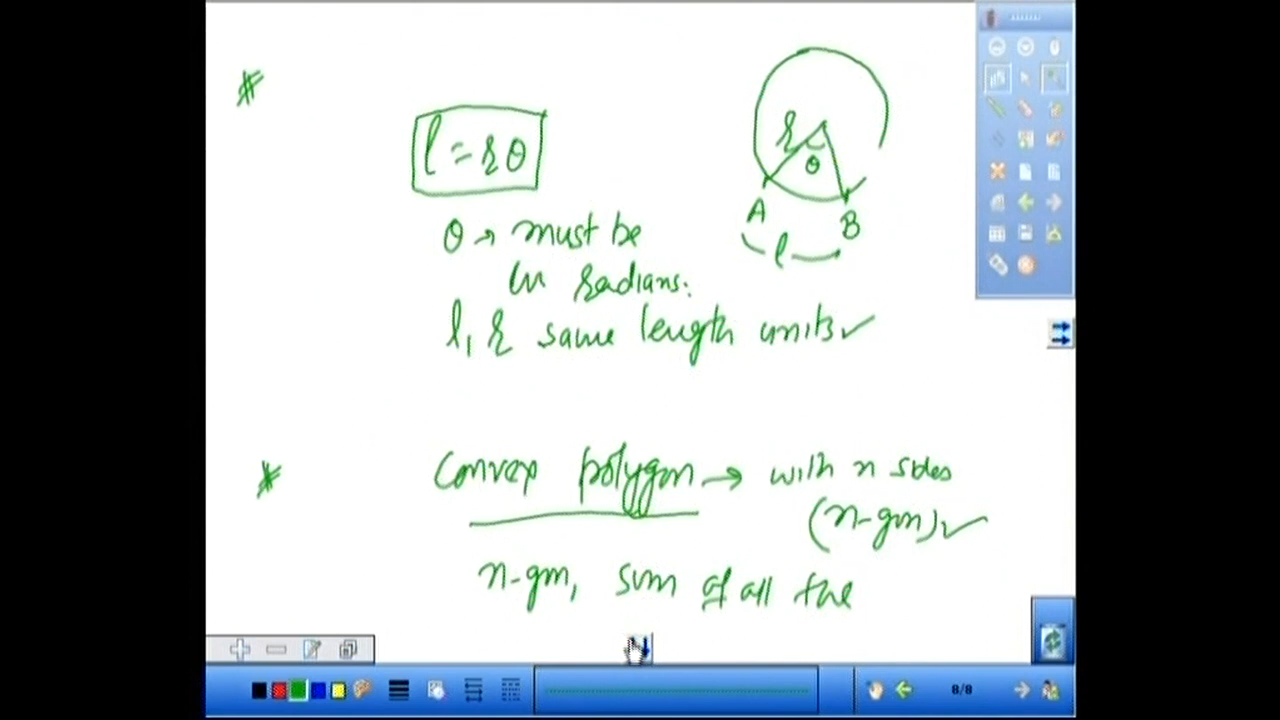 l = rθ
r
θ
A
B
l
θ → must be
in radians.
l, r same length units ✓
Convex polygon → with n sides
(n-gon) ✓
n-gon, sum of all the
8/8